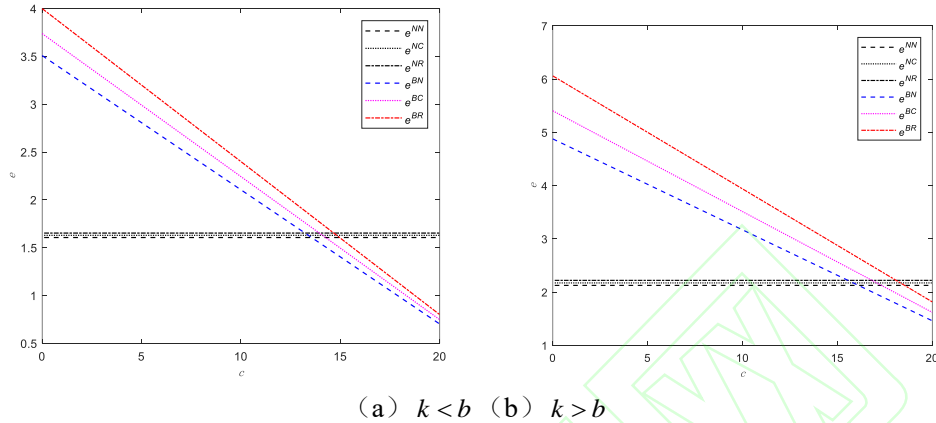 4
3.5
3
2.5
2
1.5
1
0.5
e
0 5 10 15 20
c
e^NN
e^NC
e^NR
e^BN
e^BC
e^BR
7
6
5
4
3
2
1
e
0 5 10 15 20
c
e^NN
e^NC
e^NR
e^BN
e^BC
e^BR
（a） k < b （b） k > b